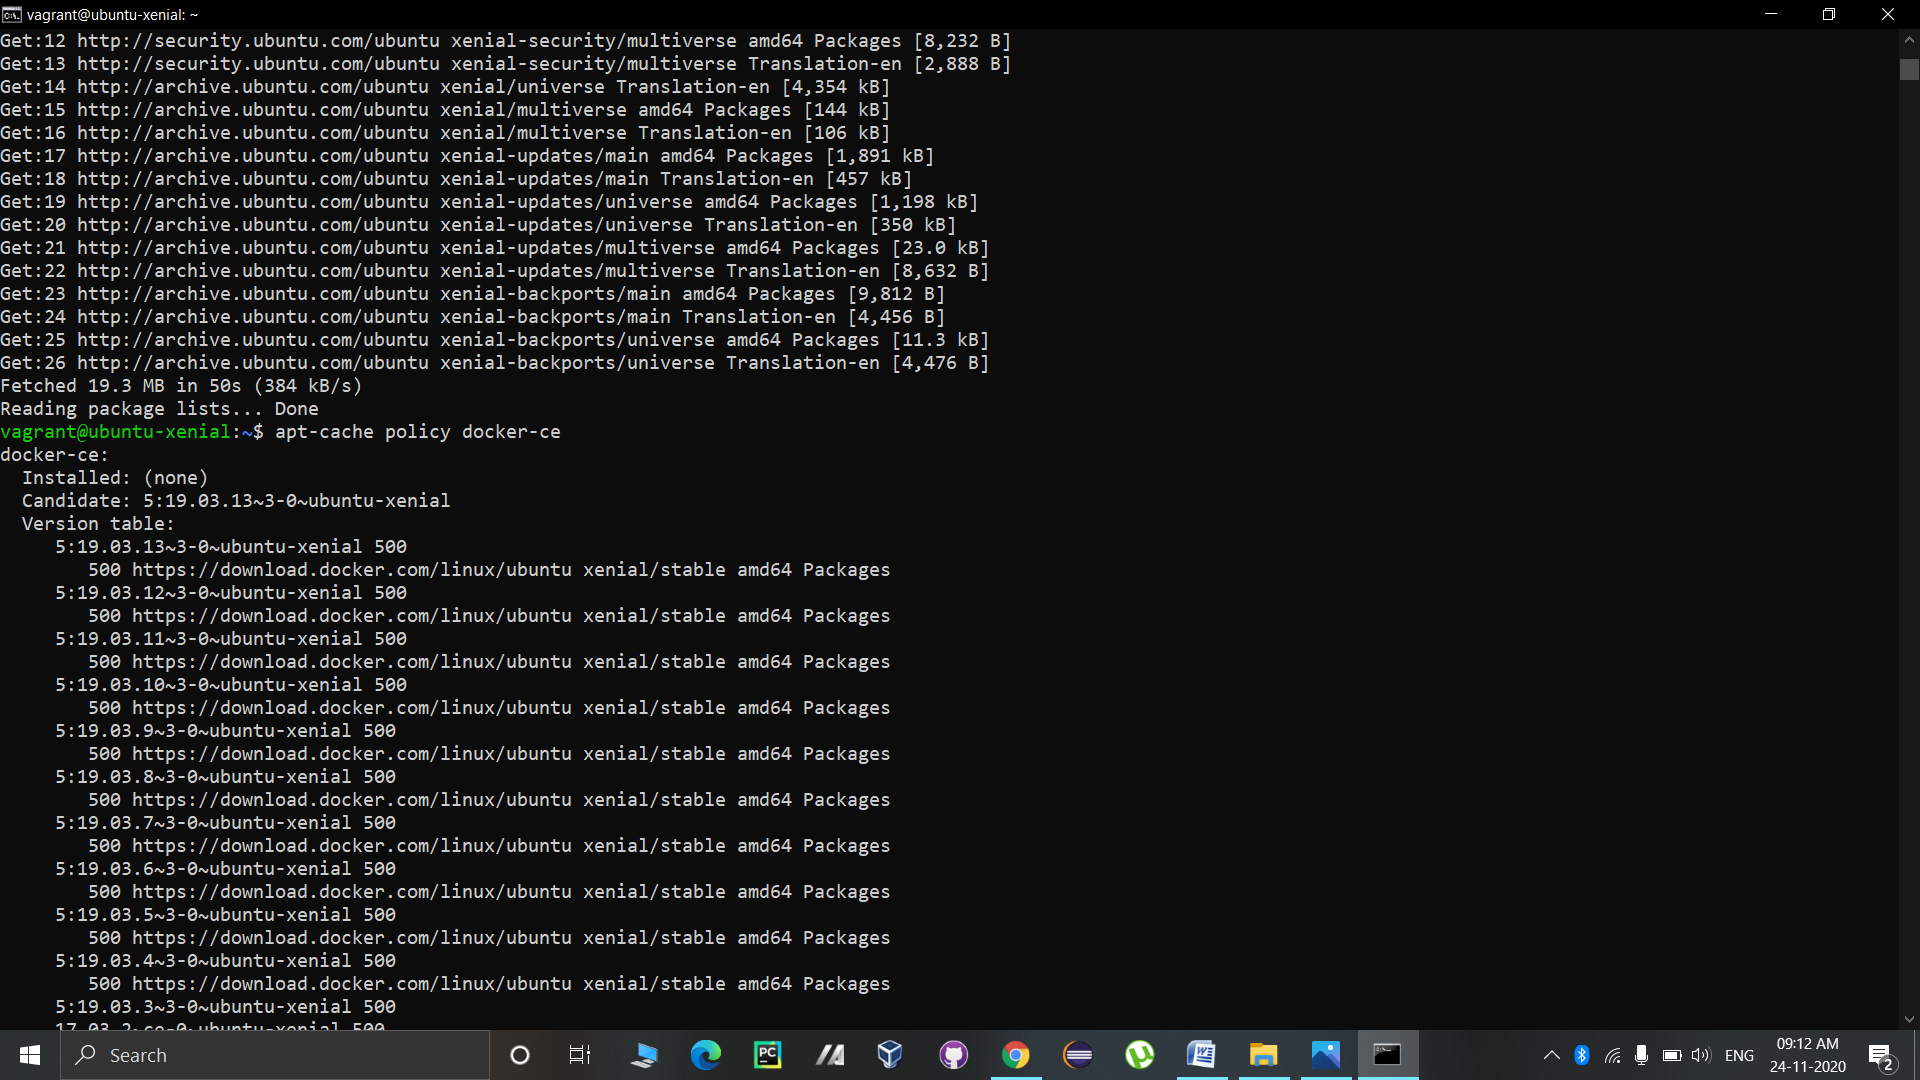 vagrant@ubuntu-xenial: ~
Get:12 http://security.ubuntu.com/ubuntu xenial-security/multiverse amd64 Packages [8,232 B]
Get:13 http://security.ubuntu.com/ubuntu xenial-security/multiverse Translation-en [2,888 B]
Get:14 http://archive.ubuntu.com/ubuntu xenial/universe Translation-en [4,354 kB]
Get:15 http://archive.ubuntu.com/ubuntu xenial/multiverse amd64 Packages [144 kB]
Get:16 http://archive.ubuntu.com/ubuntu xenial/multiverse Translation-en [106 kB]
Get:17 http://archive.ubuntu.com/ubuntu xenial-updates/main amd64 Packages [1,891 kB]
Get:18 http://archive.ubuntu.com/ubuntu xenial-updates/main Translation-en [457 kB]
Get:19 http://archive.ubuntu.com/ubuntu xenial-updates/universe amd64 Packages [1,198 kB]
Get:20 http://archive.ubuntu.com/ubuntu xenial-updates/universe Translation-en [350 kB]
Get:21 http://archive.ubuntu.com/ubuntu xenial-updates/multiverse amd64 Packages [23.0 kB]
Get:22 http://archive.ubuntu.com/ubuntu xenial-updates/multiverse Translation-en [8,632 B]
Get:23 http://archive.ubuntu.com/ubuntu xenial-backports/main amd64 Packages [9,812 B]
Get:24 http://archive.ubuntu.com/ubuntu xenial-backports/main Translation-en [4,456 B]
Get:25 http://archive.ubuntu.com/ubuntu xenial-backports/universe amd64 Packages [11.3 kB]
Get:26 http://archive.ubuntu.com/ubuntu xenial-backports/universe Translation-en [4,476 B]
Fetched 19.3 MB in 50s (384 kB/s)
Reading package lists... Done
vagrant@ubuntu-xenial:~$ apt-cache policy docker-ce
docker-ce:
  Installed: (none)
  Candidate: 5:19.03.13~3-0~ubuntu-xenial
  Version table:
     5:19.03.13~3-0~ubuntu-xenial 500
        500 https://download.docker.com/linux/ubuntu xenial/stable amd64 Packages
     5:19.03.12~3-0~ubuntu-xenial 500
        500 https://download.docker.com/linux/ubuntu xenial/stable amd64 Packages
     5:19.03.11~3-0~ubuntu-xenial 500
        500 https://download.docker.com/linux/ubuntu xenial/stable amd64 Packages
     5:19.03.10~3-0~ubuntu-xenial 500
        500 https://download.docker.com/linux/ubuntu xenial/stable amd64 Packages
     5:19.03.9~3-0~ubuntu-xenial 500
        500 https://download.docker.com/linux/ubuntu xenial/stable amd64 Packages
     5:19.03.8~3-0~ubuntu-xenial 500
        500 https://download.docker.com/linux/ubuntu xenial/stable amd64 Packages
     5:19.03.7~3-0~ubuntu-xenial 500
        500 https://download.docker.com/linux/ubuntu xenial/stable amd64 Packages
     5:19.03.6~3-0~ubuntu-xenial 500
        500 https://download.docker.com/linux/ubuntu xenial/stable amd64 Packages
     5:19.03.5~3-0~ubuntu-xenial 500
        500 https://download.docker.com/linux/ubuntu xenial/stable amd64 Packages
     5:19.03.4~3-0~ubuntu-xenial 500
        500 https://download.docker.com/linux/ubuntu xenial/stable amd64 Packages
     5:19.03.3~3-0~ubuntu-xenial 500
     17.03.2~ce-0~ubuntu-xenial 500
Search
PC
ENG
09:12 AM
24-11-2020
2